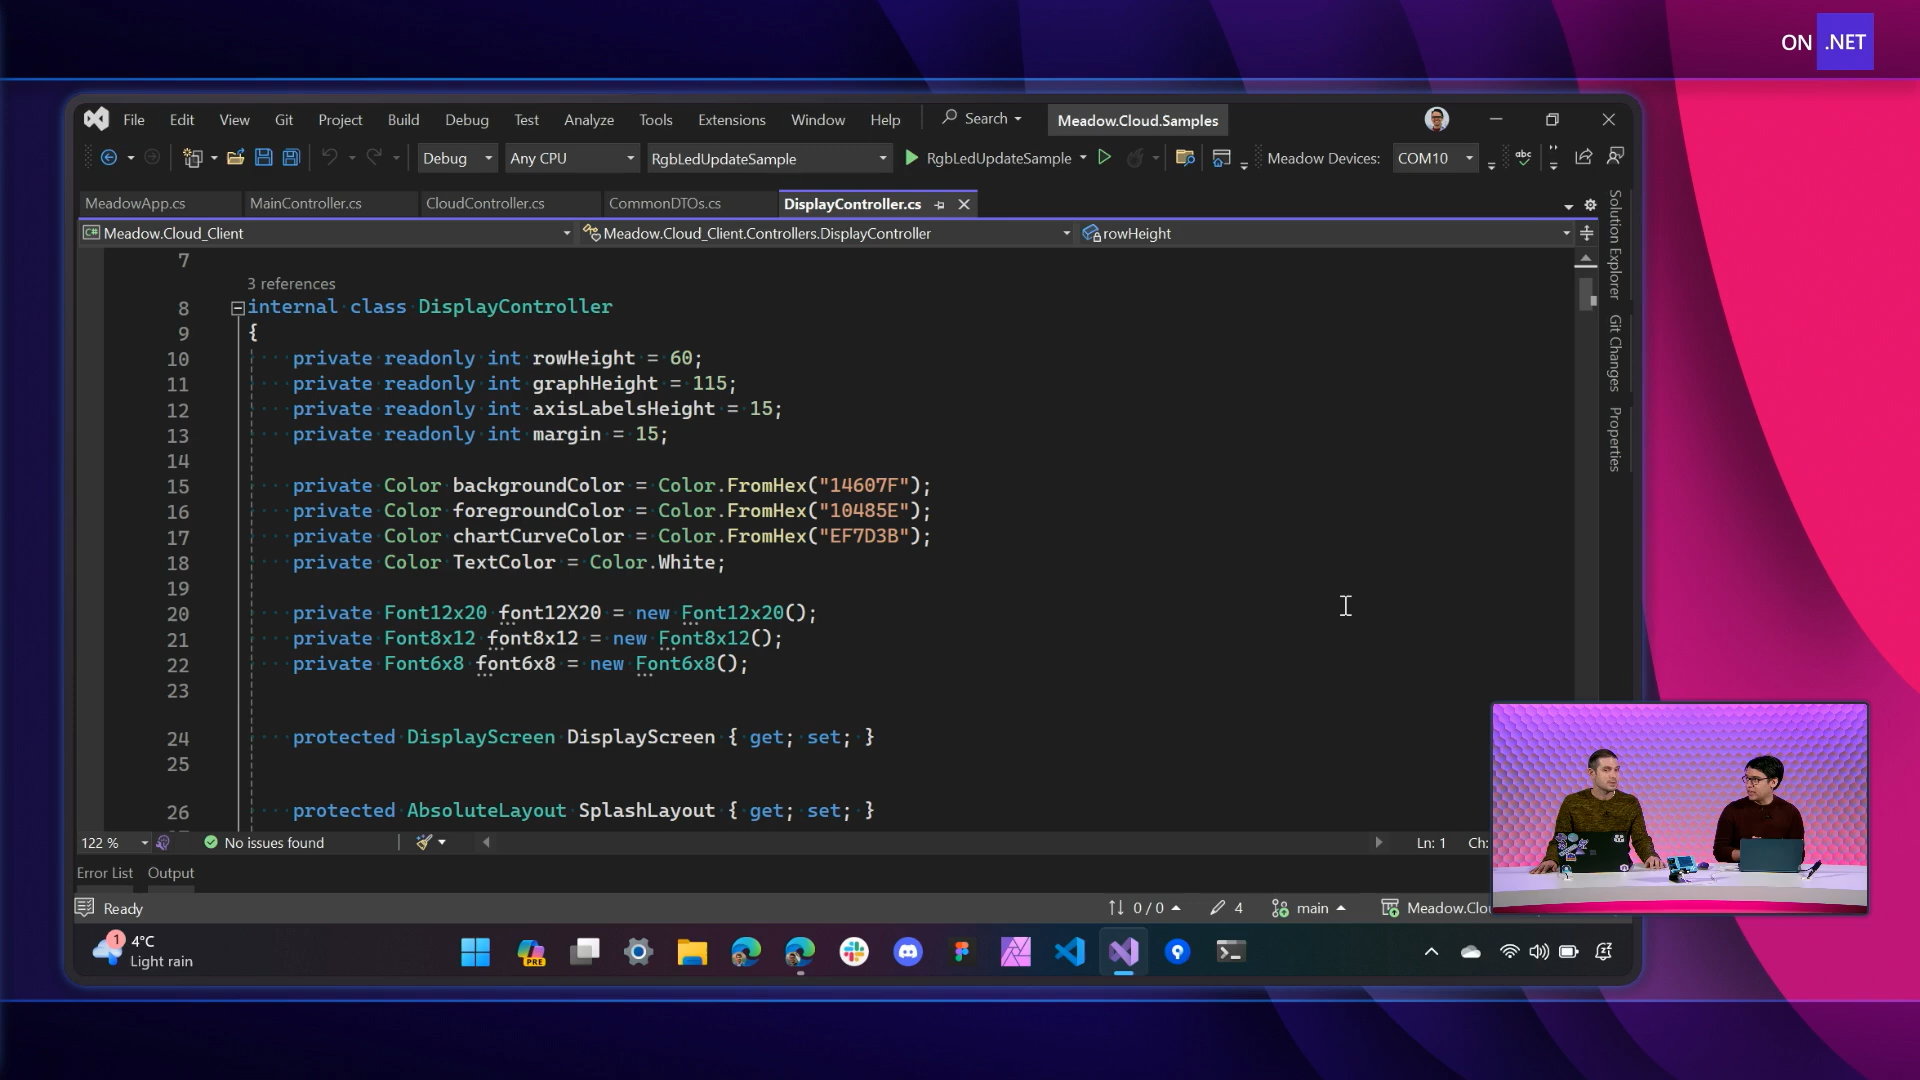 ON .NET
File Edit View Git Project Build Debug Test Analyze Tools Extensions Window Help Search Meadow.Cloud.Samples
Debug Any CPU RgbLedUpdateSample RgbLedUpdateSample Meadow Devices: COM10 abc
MeadowApp.cs MainController.cs CloudController.cs CommonDTOs.cs DisplayController.cs
C# Meadow.Cloud_Client Meadow.Cloud_Client.Controllers.DisplayController rowHeight
Solution Explorer
Git Changes
Properties
7
3 references
8 internal class DisplayController
9 {
10 private readonly int rowHeight = 60;
11 private readonly int graphHeight = 115;
12 private readonly int axisLabelsHeight = 15;
13 private readonly int margin = 15;
14
15 private Color backgroundColor = Color.FromHex("14607F");
16 private Color foregroundColor = Color.FromHex("10485E");
17 private Color chartCurveColor = Color.FromHex("EF7D3B");
18 private Color TextColor = Color.White;
19
20 private Font12x20 font12X20 = new Font12x20();
21 private Font8x12 font8x12 = new Font8x12();
22 private Font6x8 font6x8 = new Font6x8();
23
24 protected DisplayScreen DisplayScreen { get; set; }
25
26 protected AbsoluteLayout SplashLayout { get; set; }
122 % No issues found Ln: 1 Ch:
Error List Output
Ready 0 / 0 4 main Meadow.Clo
1 4°C
Light rain
PRE